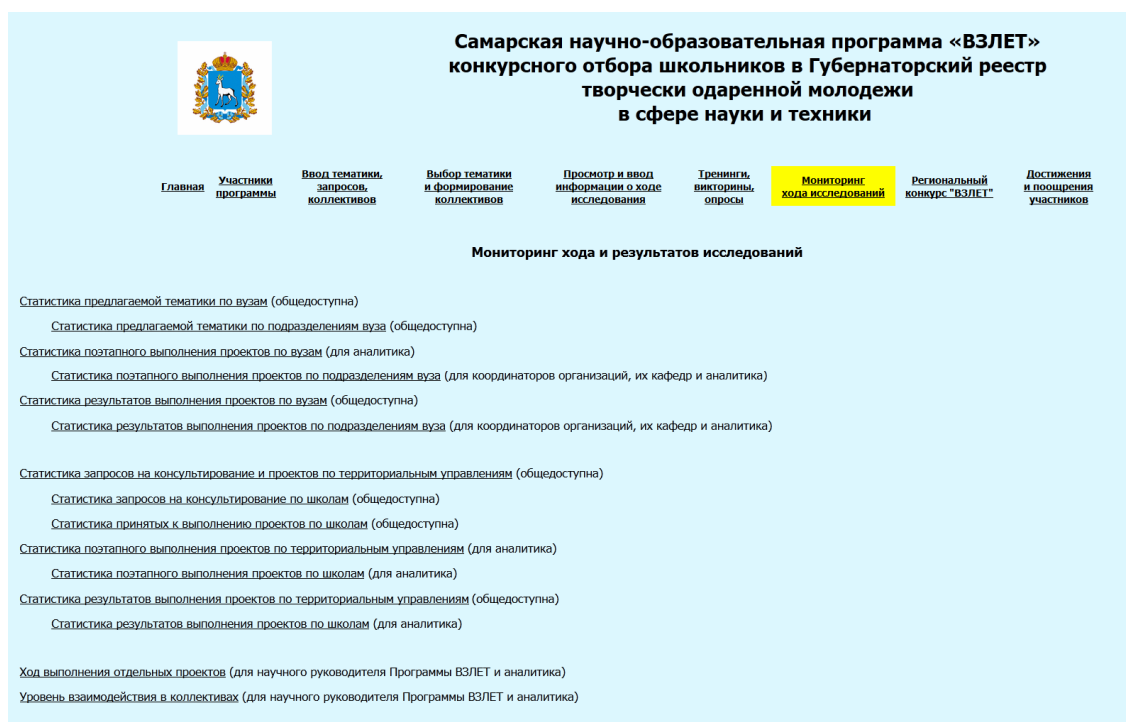 Самарская научно-образовательная программа «ВЗЛЕТ»
конкурсного отбора школьников в Губернаторский реестр
творчески одаренной молодежи
в сфере науки и техники
Главная
Участники
программы
Ввод тематики,
запросов,
коллективов
Выбор тематики
и формирование
коллективов
Просмотр и ввод
информации о ходе
исследования
Тренинги,
викторины,
опросы
Мониторинг
хода исследований
Региональный
конкурс "ВЗЛЕТ"
Достижения
и поощрения
участников
Мониторинг хода и результатов исследований
Статистика предлагаемой тематики по вузам (общедоступна)
Статистика предлагаемой тематики по подразделениям вуза (общедоступна)
Статистика поэтапного выполнения проектов по вузам (для аналитика)
Статистика поэтапного выполнения проектов по подразделениям вуза (для координаторов организаций, их кафедр и аналитика)
Статистика результатов выполнения проектов по вузам (общедоступна)
Статистика результатов выполнения проектов по подразделениям вуза (для координаторов организаций, их кафедр и аналитика)
Статистика запросов на консультирование и проектов по территориальным управлениям (общедоступна)
Статистика запросов на консультирование по школам (общедоступна)
Статистика принятых к выполнению проектов по школам (общедоступна)
Статистика поэтапного выполнения проектов по территориальным управлениям (для аналитика)
Статистика поэтапного выполнения проектов по школам (для аналитика)
Статистика результатов выполнения проектов по территориальным управлениям (общедоступна)
Статистика результатов выполнения проектов по школам (для аналитика)
Ход выполнения отдельных проектов (для научного руководителя Программы ВЗЛЕТ и аналитика)
Уровень взаимодействия в коллективах (для научного руководителя Программы ВЗЛЕТ и аналитика)